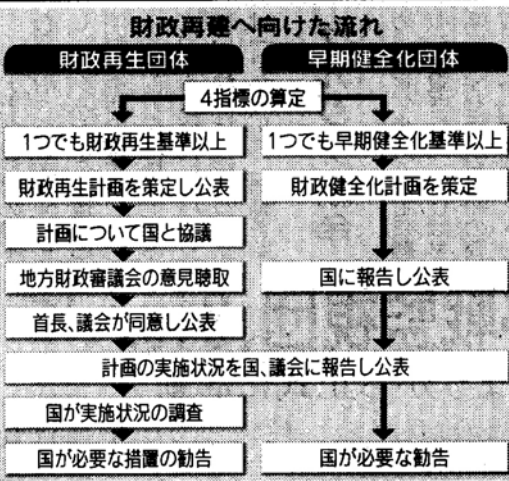 財政再建へ向けた流れ
財政再生団体
早期健全化団体
4指標の算定
1つでも財政再生基準以上
1つでも早期健全化基準以上
財政再生計画を策定し公表
財政健全化計画を策定
計画について国と協議
地方財政審議会の意見聴取
国に報告し公表
首長、議会が同意し公表
計画の実施状況を国、議会に報告し公表
国が実施状況の調査
国が必要な措置の勧告
国が必要な勧告